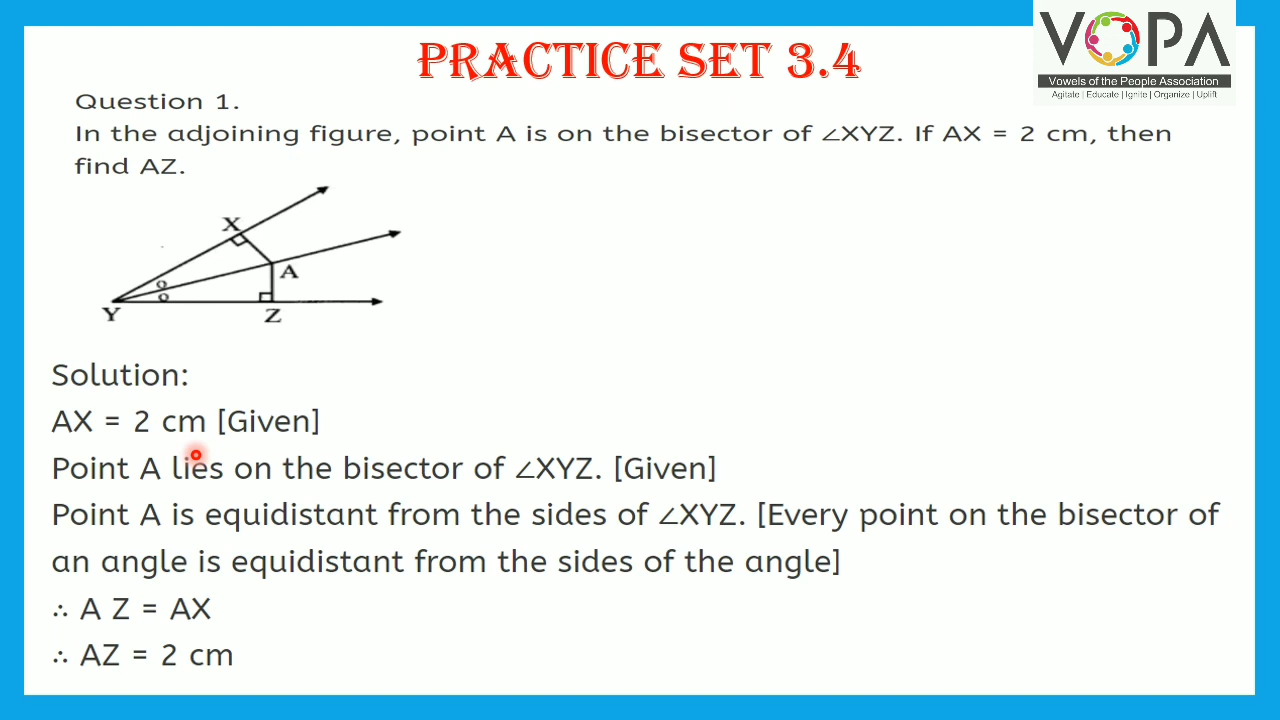 PRACTICE SET 3.4
VOPA
Vowels of the People Association
Agitate | Educate | Ignite | Organize | Uplift
Question 1.
In the adjoining figure, point A is on the bisector of ∠XYZ. If AX = 2 cm, then
find AZ.
X
A
Y
Z
Solution:
AX = 2 cm [Given]
Point A lies on the bisector of ∠XYZ. [Given]
Point A is equidistant from the sides of ∠XYZ. [Every point on the bisector of
an angle is equidistant from the sides of the angle]
∴ A Z = AX
∴ AZ = 2 cm